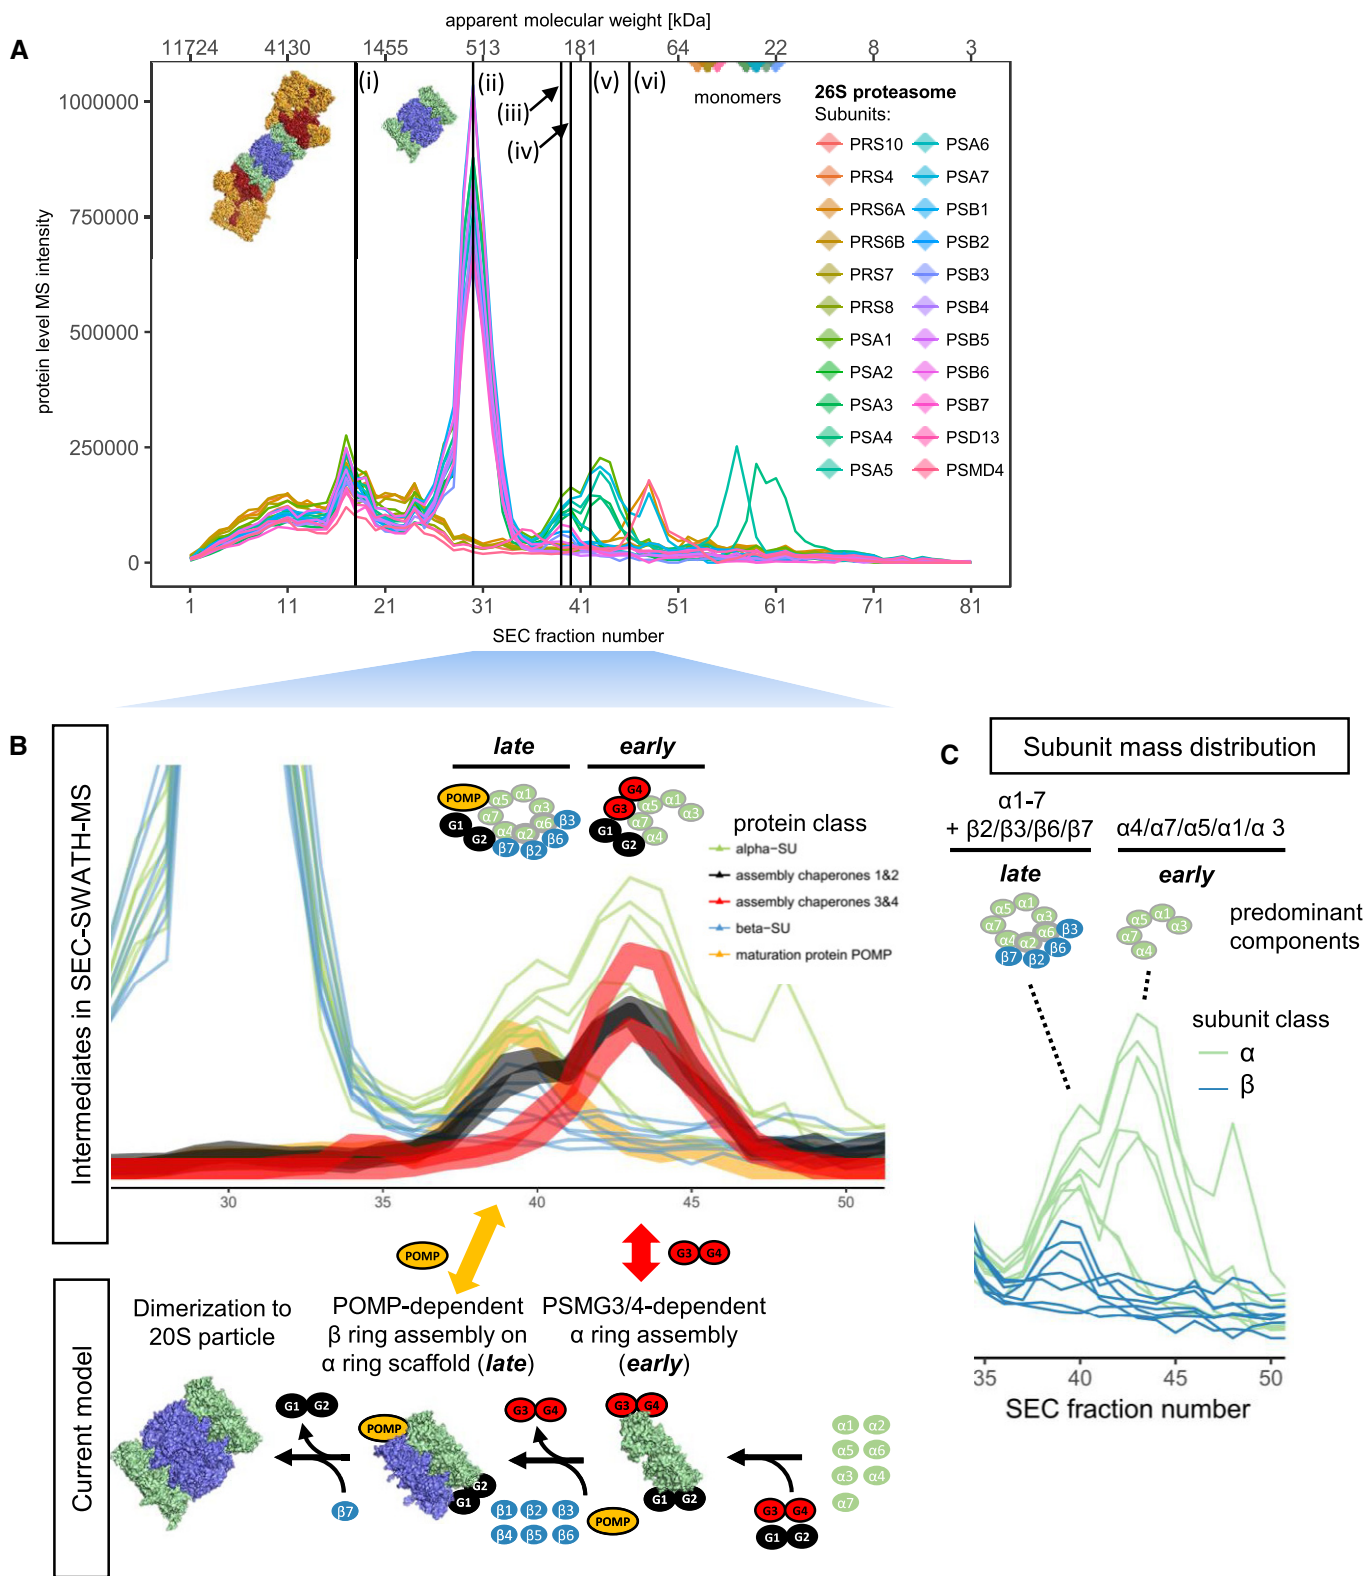 A
apparent molecular weight [kDa]
11724 4130 1455 513 181 64 22 8 3
(i) (ii) (iii) (iv) (v) (vi)
monomers
protein level MS intensity
1000000
750000
500000
250000
0
1 11 21 31 41 51 61 71 81
SEC fraction number
26S proteasome
Subunits:
PRS10 PSA6
PRS4 PSA7
PRS6A PSB1
PRS6B PSB2
PRS7 PSB3
PRS8 PSB4
PSA1 PSB5
PSA2 PSB6
PSA3 PSB7
PSA4 PSD13
PSA5 PSMD4
B
Intermediates in SEC-SWATH-MS
late early
POMP α5 α1 α3 α7 α6 β3 G1 G2 α4 α2 β6 β7 β2
G4 G3 α5 α1 α3 α7 G1 G2 α4
protein class
alpha-SU
assembly chaperones 1&2
assembly chaperones 3&4
beta-SU
maturation protein POMP
30 35 40 45 50
POMP
G3 G4
Current model
Dimerization to
20S particle
POMP-dependent
β ring assembly on
α ring scaffold (late)
PSMG3/4-dependent
α ring assembly
(early)
G1 G2
β7
POMP
G2
G1
G3 G4
β1 β2 β3
β4 β5 β6
POMP
G3 G4
G1 G2
G3 G4
G1 G2
α1 α2
α5 α6
α3 α4
α7
C
Subunit mass distribution
α1-7
+ β2/β3/β6/β7
α4/α7/α5/α1/α 3
late early
α5 α1 α3 α7 α6 β3 α4 α2 β6 β7 β2
α5 α1 α3 α7 α4
predominant
components
subunit class
α
β
35 40 45 50
SEC fraction number